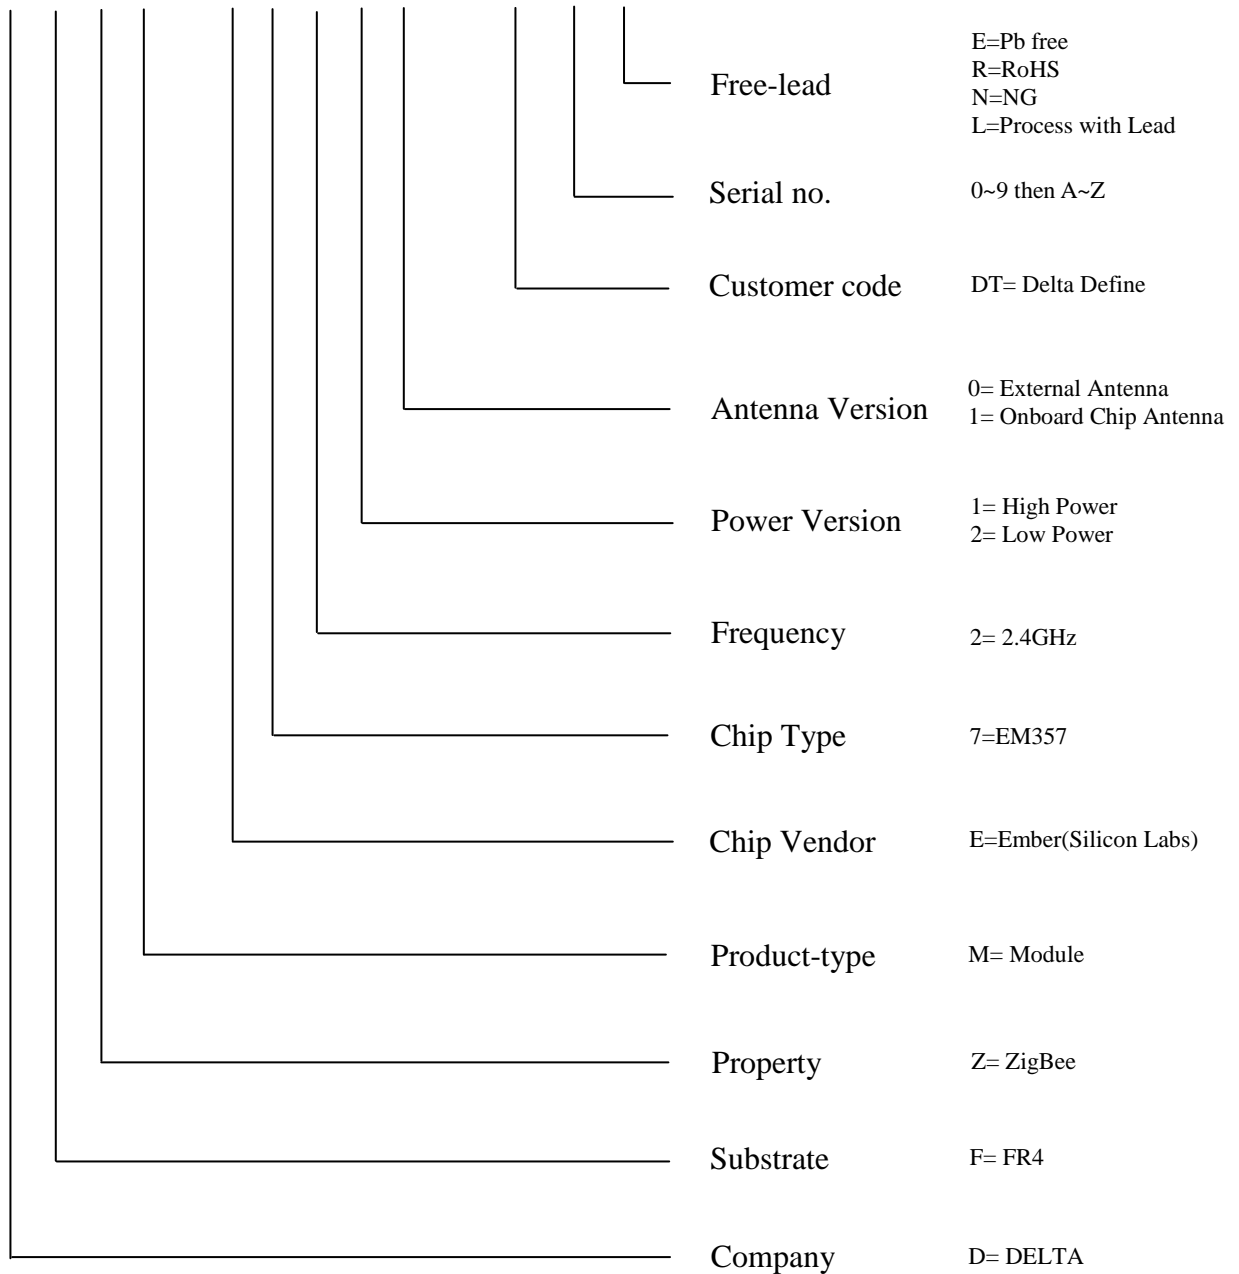 E=Pb free
R=RoHS
Free-lead
N=NG
L=Process with Lead
Serial no. 0~9 then A~Z
Customer code DT= Delta Define
0= External Antenna
Antenna Version
1= Onboard Chip Antenna
1= High Power
Power Version
2= Low Power
Frequency 2= 2.4GHz
Chip Type 7=EM357
Chip Vendor E=Ember(Silicon Labs)
Product-type M= Module
Property Z= ZigBee
Substrate F= FR4
Company D= DELTA